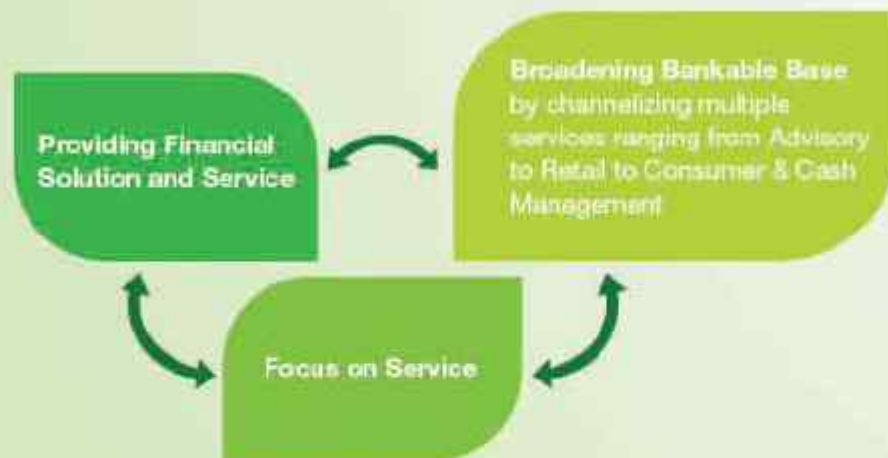 Providing Financial
Solution and Service
Broadening Bankable Base
by channelizing multiple
services ranging from Advisory
to Retail to Consumer & Cash
Management
Focus on Service